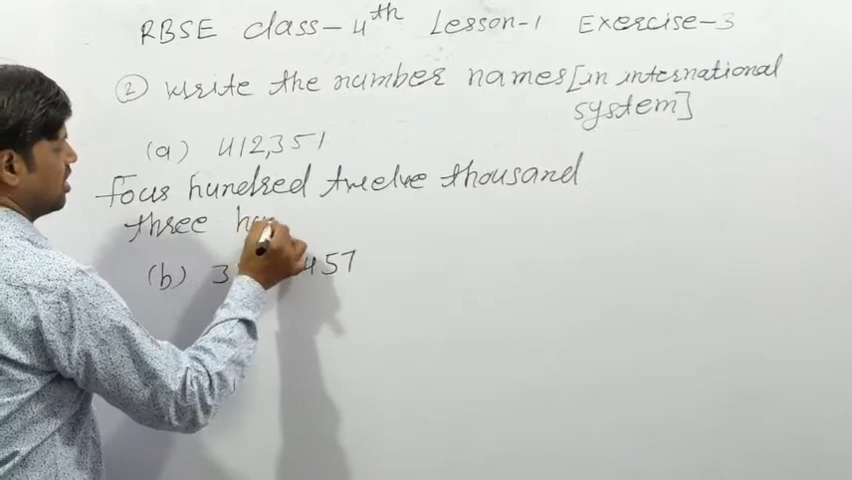 RBSE class-4th Lesson-1 Exercise-3
② write the number names [in international
system]
(a) 412,351
Four hundred twelve thousand
three
(b) 3 457